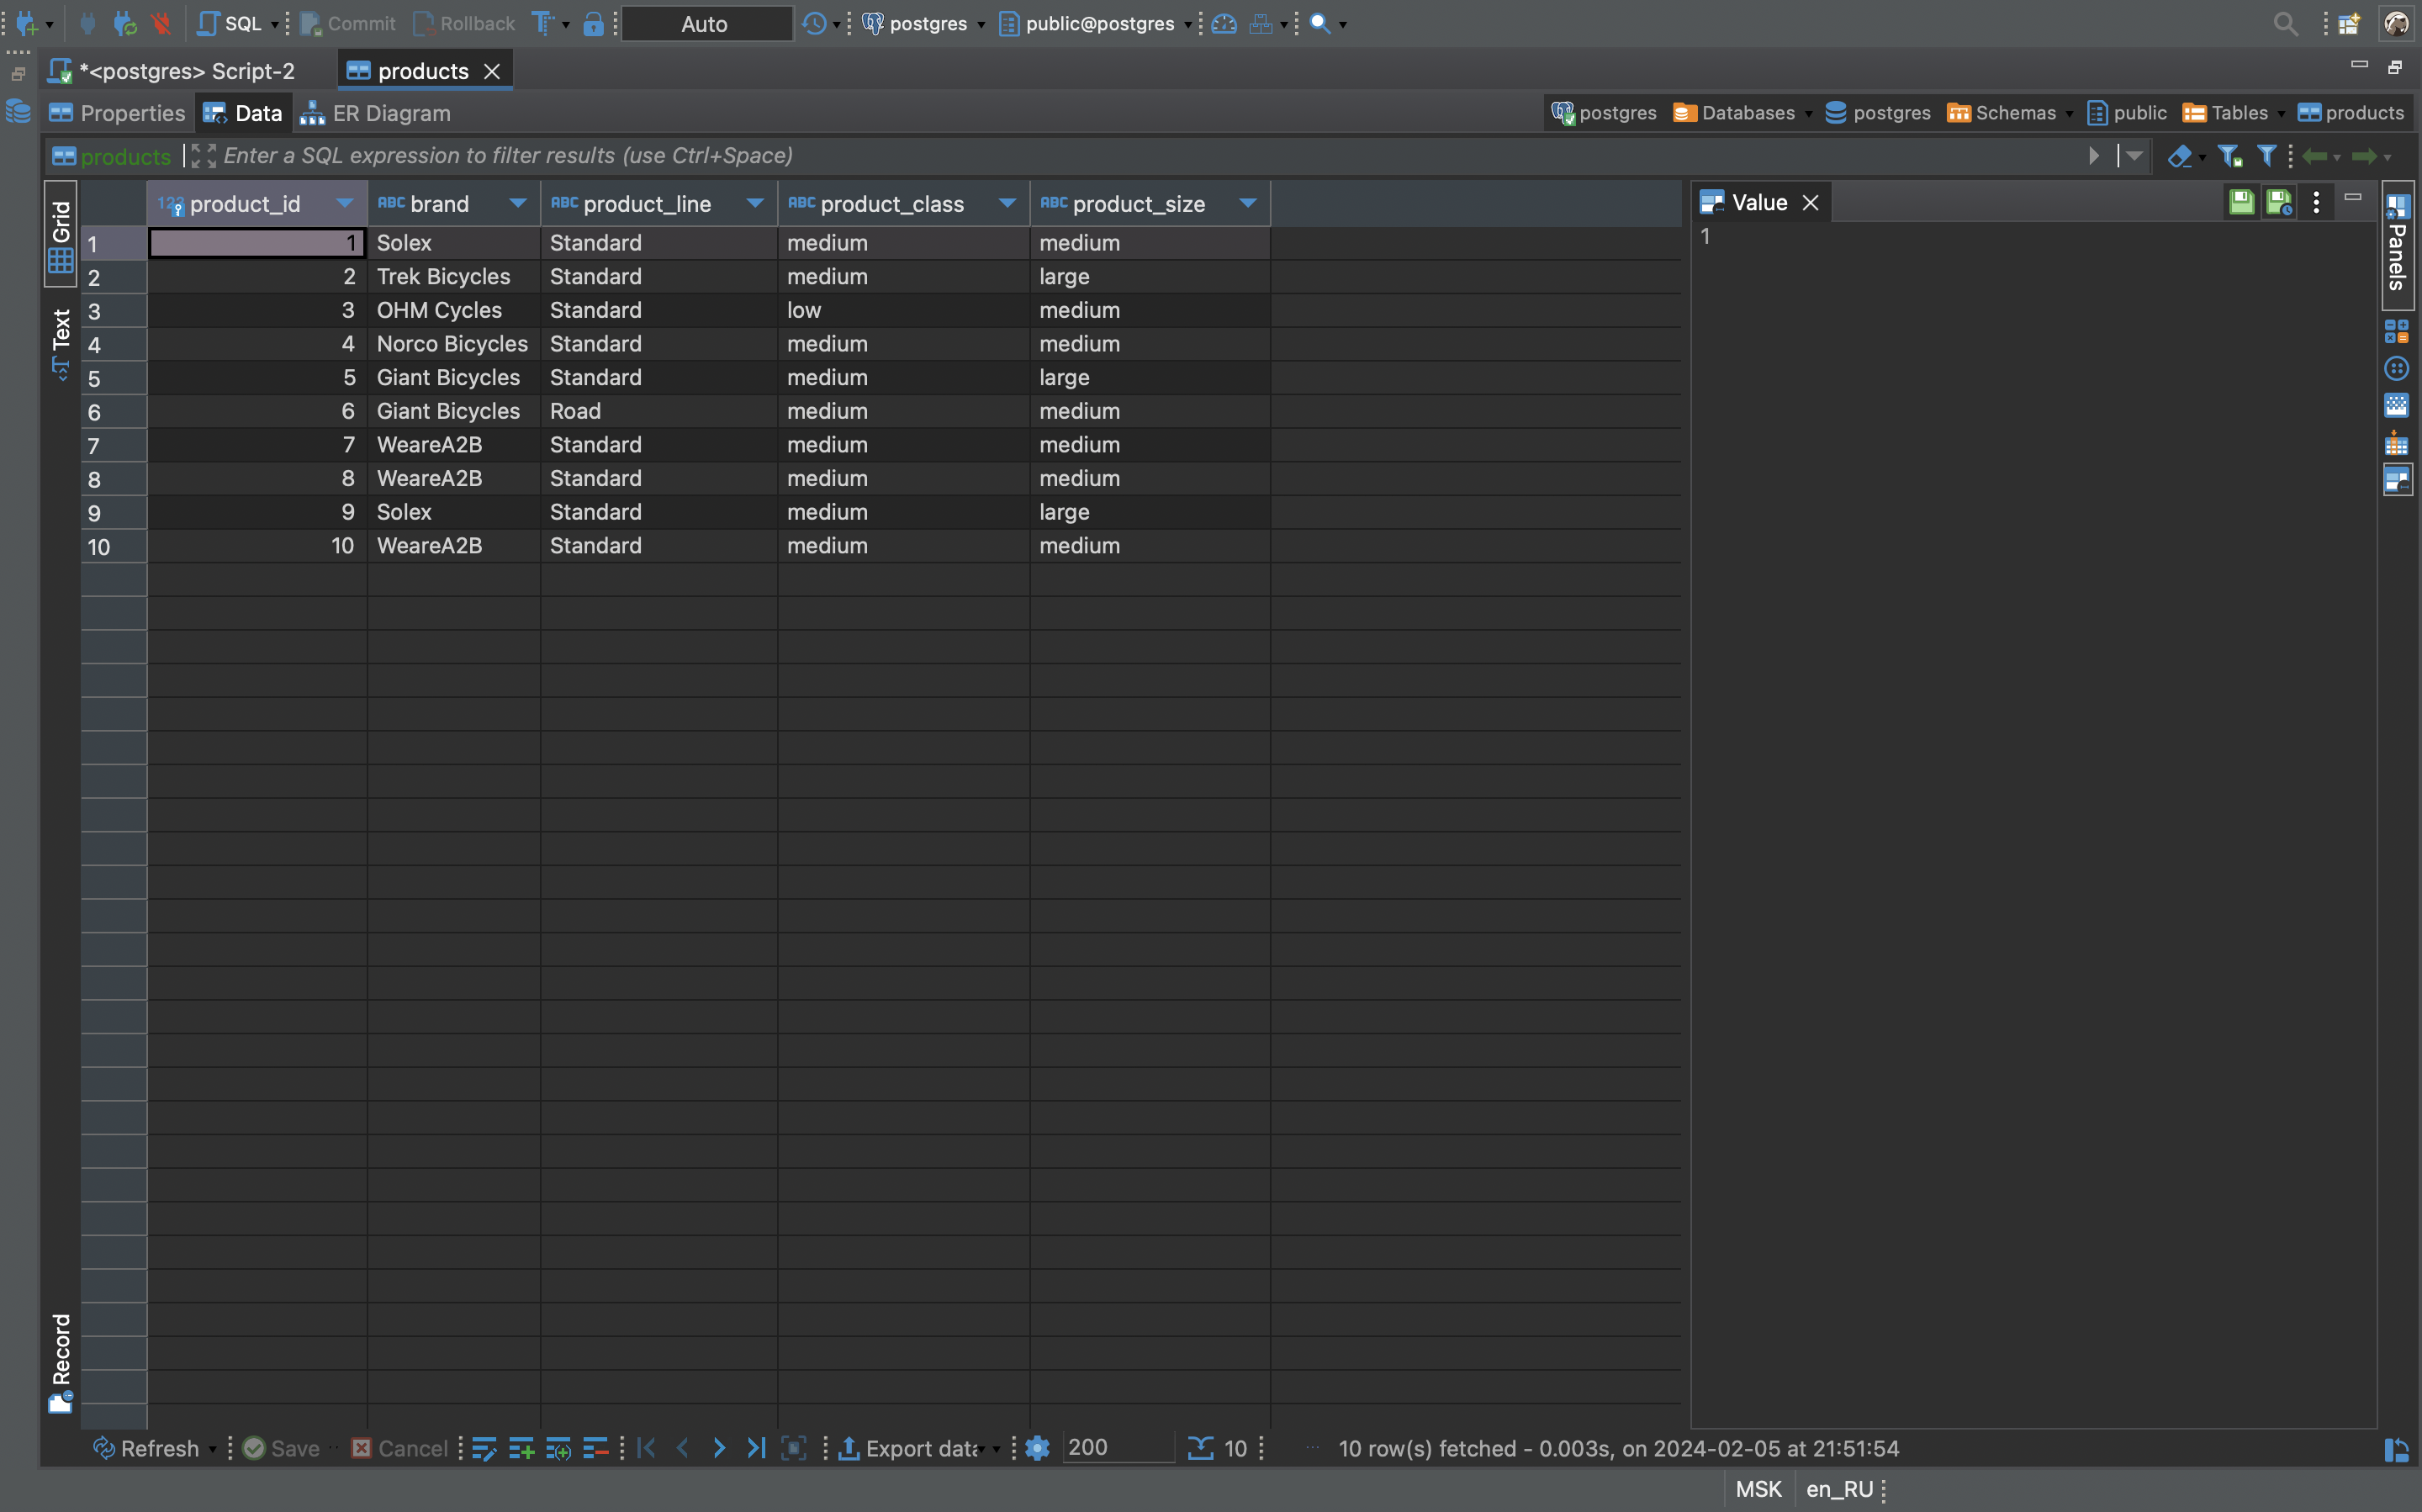 SQL Commit Rollback Auto postgres public@postgres
*<postgres> Script-2 products
Properties Data ER Diagram postgres Databases postgres Schemas public Tables products
products Enter a SQL expression to filter results (use Ctrl+Space)
Grid
Text
Record
123 product_id ABC brand ABC product_line ABC product_class ABC product_size
1 1 Solex Standard medium medium
2 2 Trek Bicycles Standard medium large
3 3 OHM Cycles Standard low medium
4 4 Norco Bicycles Standard medium medium
5 5 Giant Bicycles Standard medium large
6 6 Giant Bicycles Road medium medium
7 7 WeareA2B Standard medium medium
8 8 WeareA2B Standard medium medium
9 9 Solex Standard medium large
10 10 WeareA2B Standard medium medium
Value
1
Panels
Refresh Save Cancel Export data 200 10 10 row(s) fetched - 0.003s, on 2024-02-05 at 21:51:54
MSK en_RU